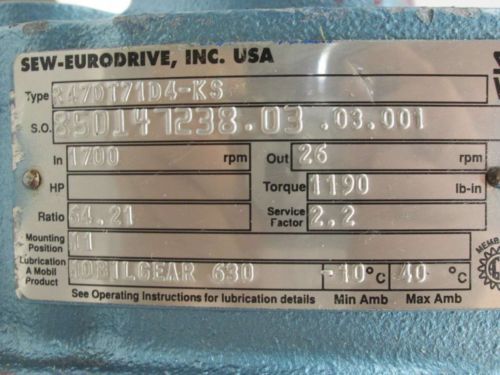 SEW-EURODRIVE, INC. USA
Type R47DT71D4-KS
S.O. 850147238.03.03.001
In 1700 rpm Out 26 rpm
HP Torque 1190 lb-in
Ratio 64.21 Service Factor 2.2
Mounting Position
Lubrication A Mobil Product MOBILGEAR 630 -10°C 40°C
See Operating Instructions for lubrication details Min Amb Max Amb